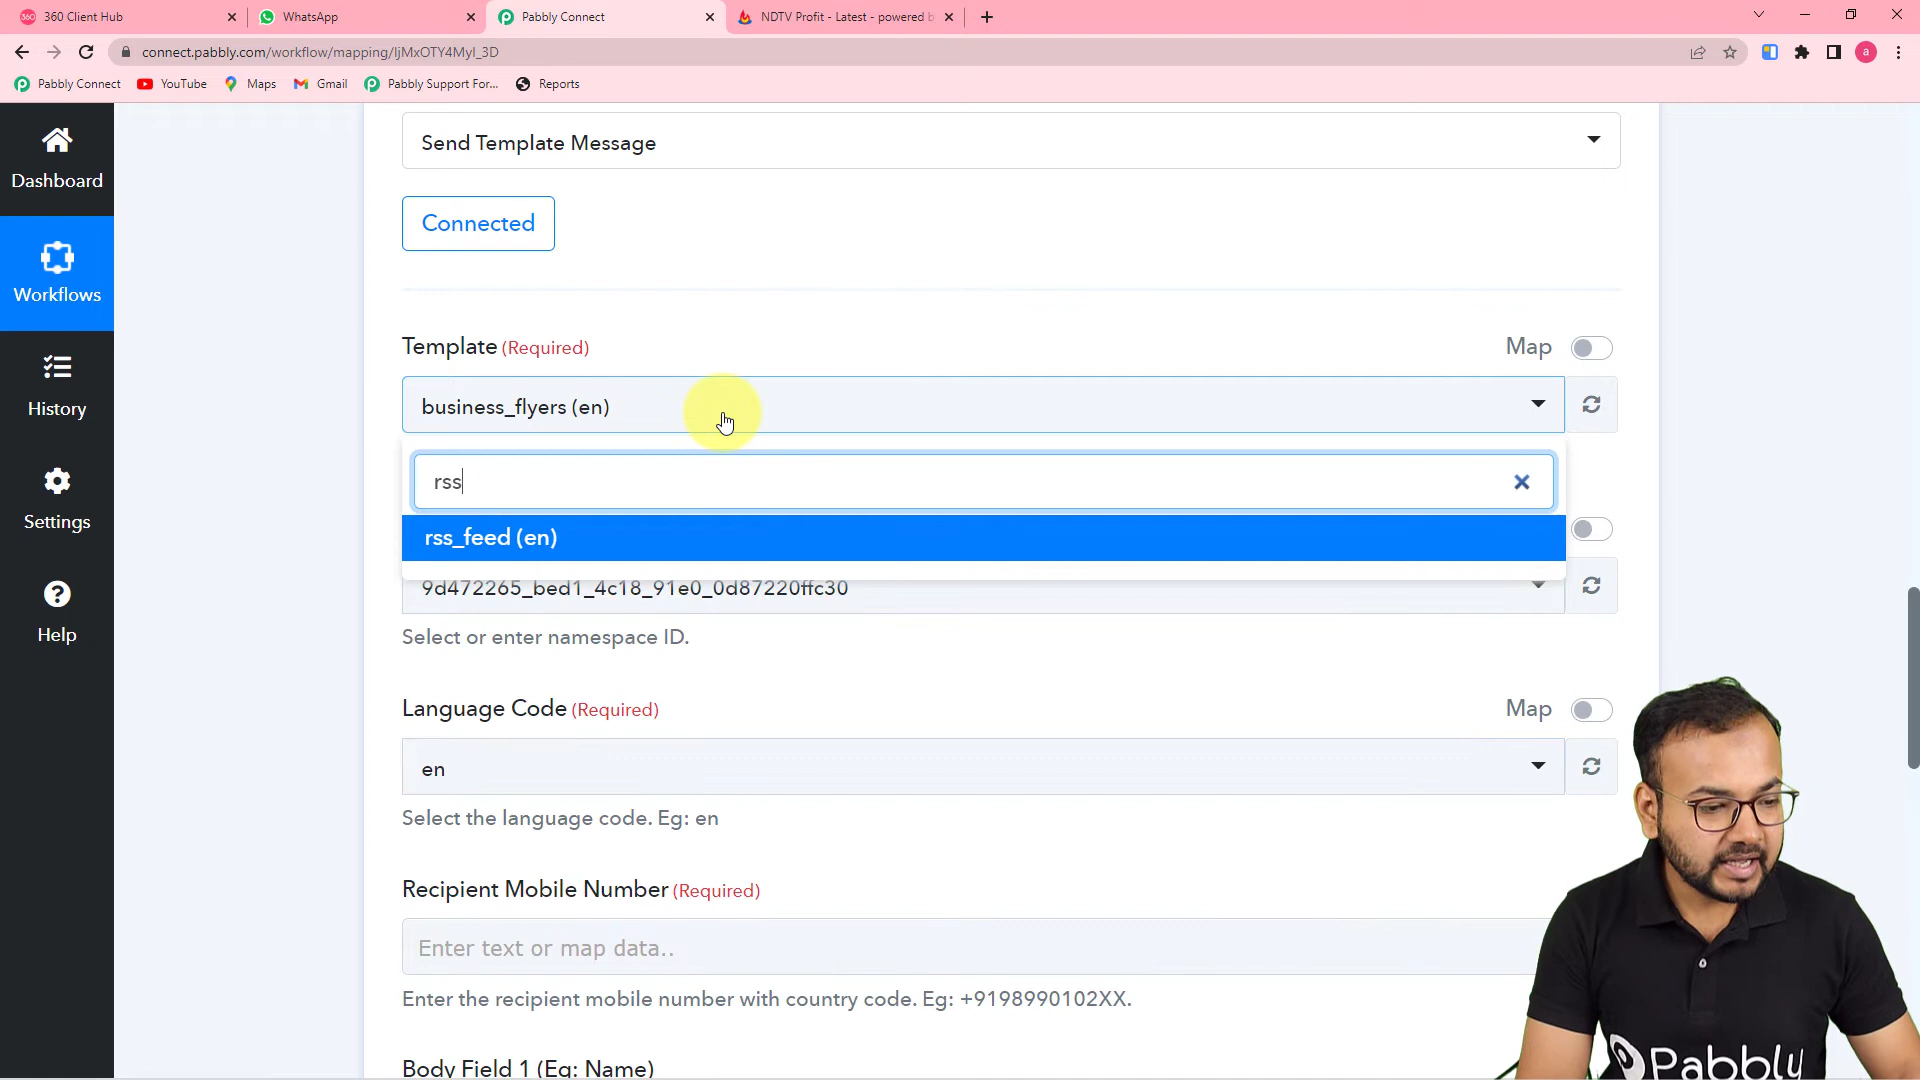 360 Client Hub
WhatsApp
Pabbly Connect
NDTV Profit - Latest - powered b
connect.pabbly.com/workflow/mapping/IjMxOTY4MyI_3D
a
Pabbly Connect
YouTube
Maps
Gmail
Pabbly Support For...
Reports
Dashboard
Workflows
History
Settings
Help
Send Template Message
Connected
Template (Required)
Map
business_flyers (en)
rss
rss_feed (en)
9d472265_bed1_4c18_91e0_0d87220ffc30
Select or enter namespace ID.
Language Code (Required)
Map
en
Select the language code. Eg: en
Recipient Mobile Number (Required)
Enter text or map data..
Enter the recipient mobile number with country code. Eg: +9198990102XX.
Body Field 1 (Eg: Name)
Pabbly